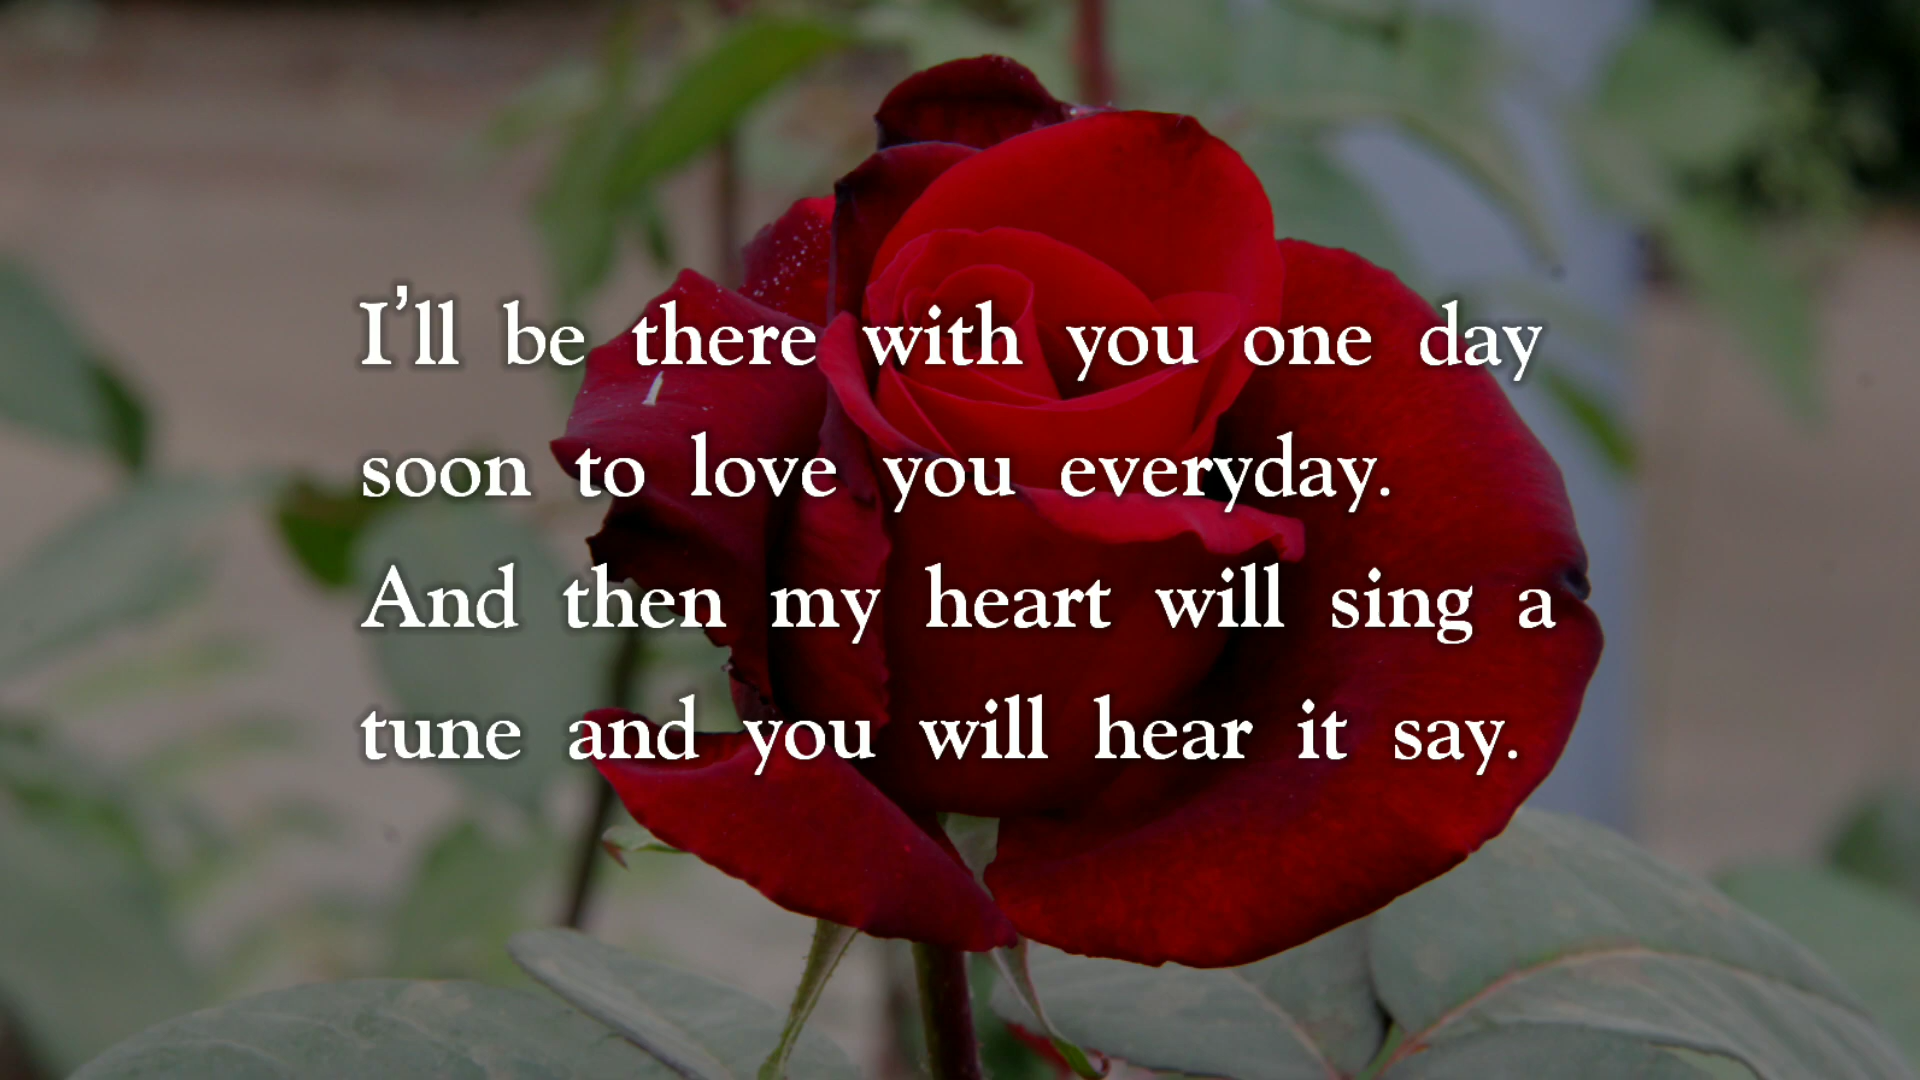 I'll be there with you one day
soon to love you everyday.
And then my heart will sing a
tune and you will hear it say.